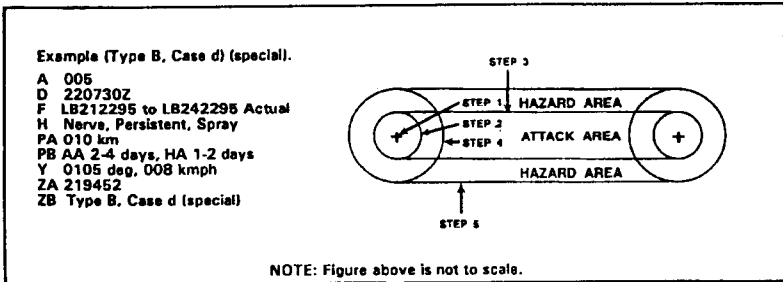 Example (Type B, Case d) (special).
A 005
D 220730Z
F LB212295 to LB242295 Actual
H Nerve, Persistent, Spray
PA 010 km
PB AA 2-4 days, HA 1-2 days
Y 0105 deg, 008 kmph
ZA 219452
ZB Type B, Case d (special)
STEP 3
STEP 1
HAZARD AREA
STEP 2
ATTACK AREA
STEP 4
HAZARD AREA
STEP 5
NOTE: Figure above is not to scale.